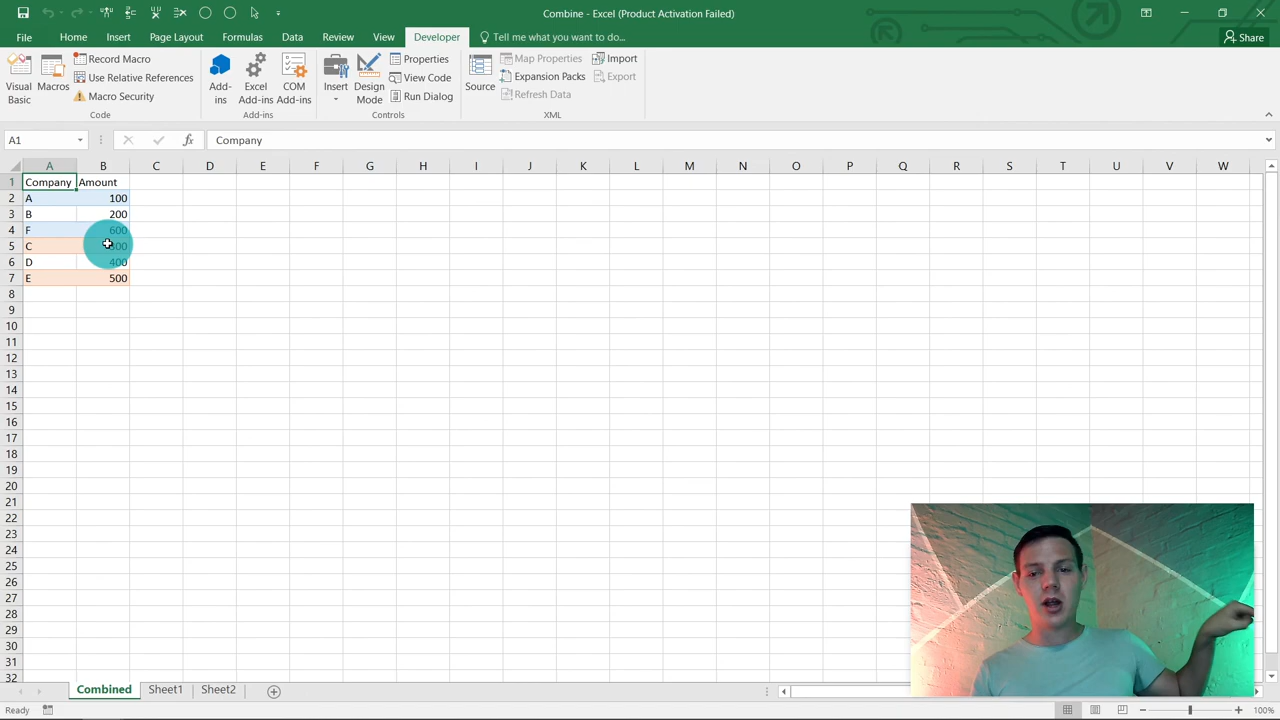 Combine - Excel (Product Activation Failed)
File Home Insert Page Layout Formulas Data Review View Developer Tell me what you want to do... Share
Visual Basic
Macros
Record Macro
Use Relative References
Macro Security
Code
Add-ins
Excel Add-ins
COM Add-ins
Add-ins
Insert
Design Mode
Properties
View Code
Run Dialog
Controls
Source
Map Properties
Expansion Packs
Refresh Data
Import
Export
XML
A1 fx Company
A B C D E F G H I J K L M N O P Q R S T U V W
1 Company Amount
2 A 100
3 B 200
4 F 600
5 C
6 D 400
7 E 500
8
9
10
11
12
13
14
15
16
17
18
19
20
21
22
23
24
25
26
27
28
29
30
31
32
Combined Sheet1 Sheet2
Ready 100%